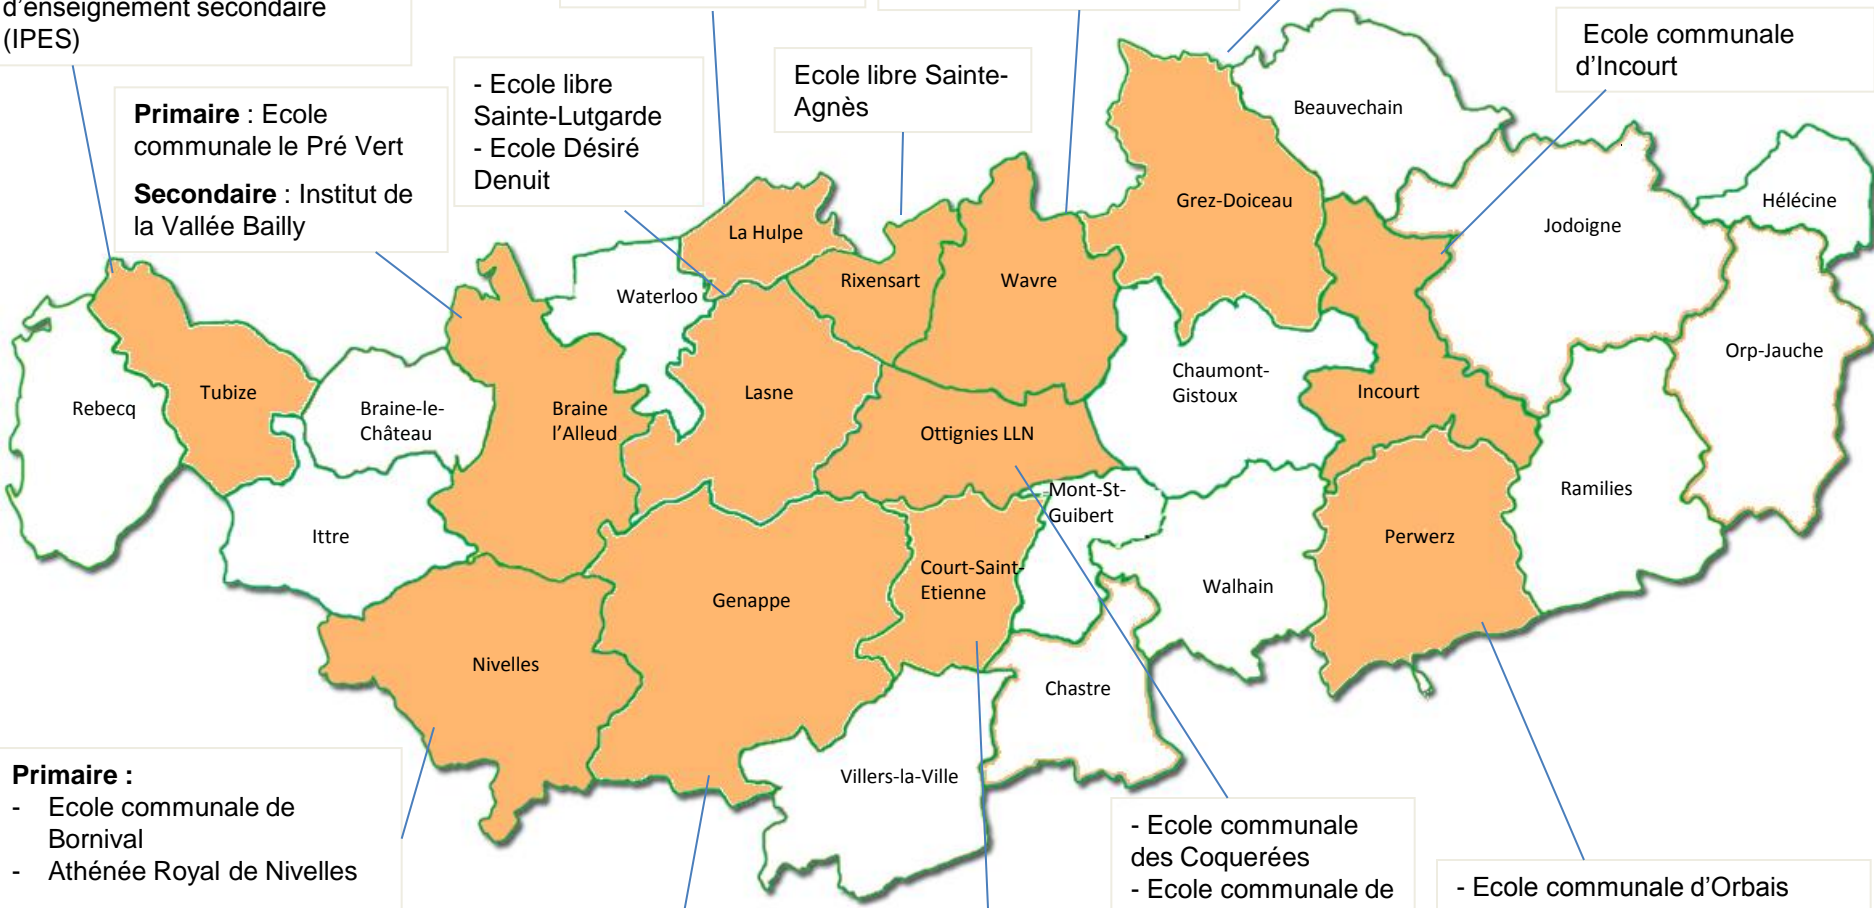 d'enseignement secondaire
(IPES)
Primaire : Ecole
communale le Pré Vert
Secondaire : Institut de
la Vallée Bailly
- Ecole libre
Sainte-Lutgarde
- Ecole Désiré
Denuit
Ecole libre Sainte-
Agnès
Ecole communale
d'Incourt
Beauvechain
Grez-Doiceau
Hélécine
Jodoigne
La Hulpe
Rixensart
Wavre
Waterloo
Orp-Jauche
Chaumont-
Gistoux
Incourt
Rebecq
Tubize
Braine-le-
Château
Braine
l'Alleud
Lasne
Ottignies LLN
Mont-St-
Guibert
Ramilies
Ittre
Perwerz
Court-Saint-
Etienne
Walhain
Genappe
Nivelles
Chastre
Villers-la-Ville
Primaire :
- Ecole communale de
Bornival
- Athénée Royal de Nivelles
- Ecole communale
des Coquerées
- Ecole communale de
- Ecole communale d'Orbais